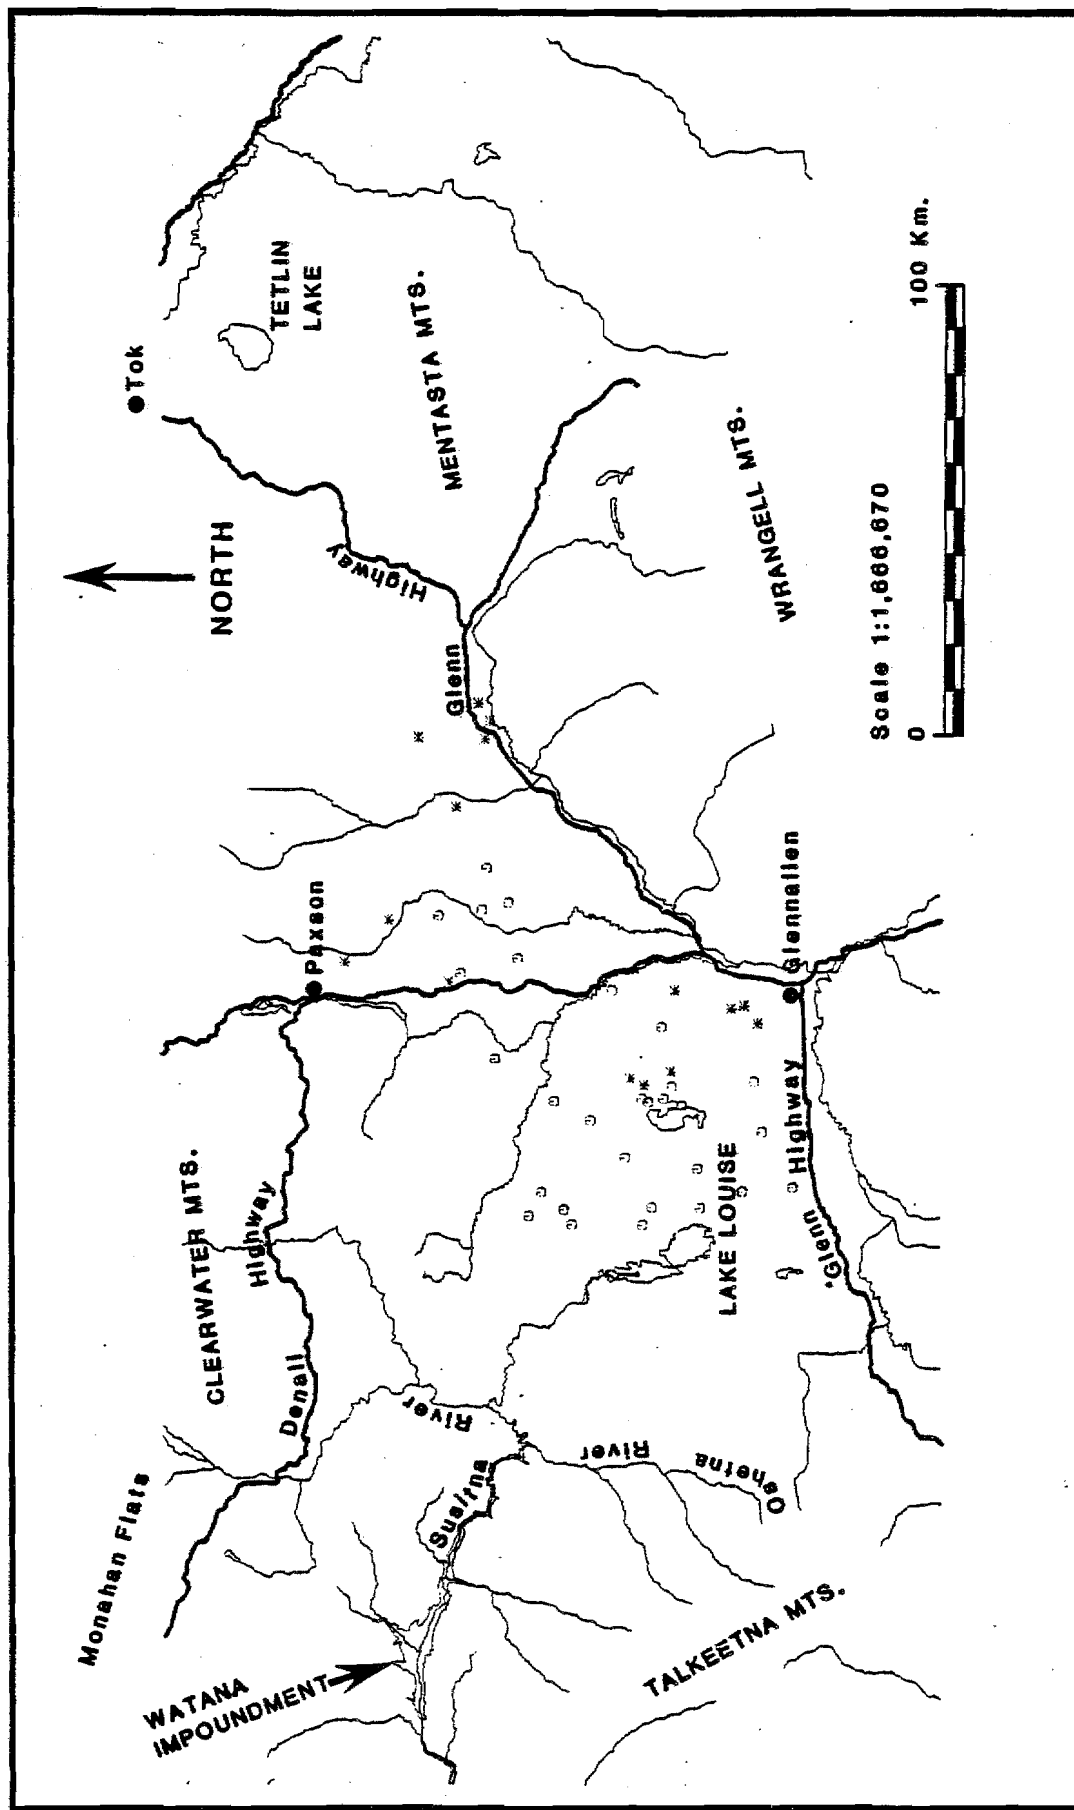 Monahan Flats
CLEARWATER MTS.
Denali
Highway
Paxson
NORTH
Tok
TETLIN
LAKE
MENTASTA MTS.
Glenn
Highway
WATANA
IMPOUNDMENT
Susitna
River
River
Oshetna
TALKEETNA MTS.
LAKE LOUISE
Glenn
Highway
Glennallen
WRANGELL MTS.
Scale 1:1,666,670
0
100 Km.